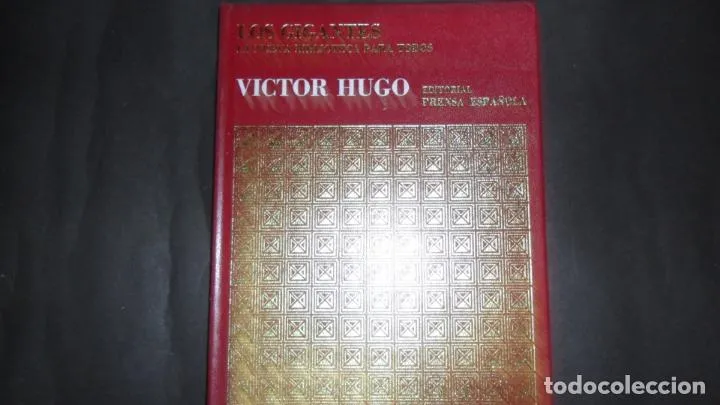 LOS GIGANTES
LA NUEVA BIBLIOTECA PARA TODOS
VICTOR HUGO
EDITORIAL
PRENSA ESPAÑOLA
todocoleccion